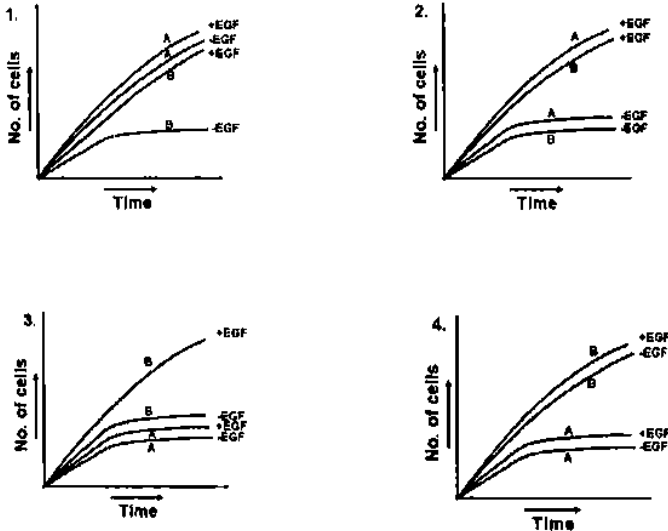 1.
No. of cells
A
A
B
B
+EGF
-EGF
+EGF
-EGF
Time
2.
No. of cells
A
B
A
B
+EGF
+EGF
-EGF
-EGF
Time
3.
No. of cells
B
B
A
A
+EGF
-EGF
+EGF
-EGF
Time
4.
No. of cells
B
B
A
A
+EGF
-EGF
+EGF
-EGF
Time